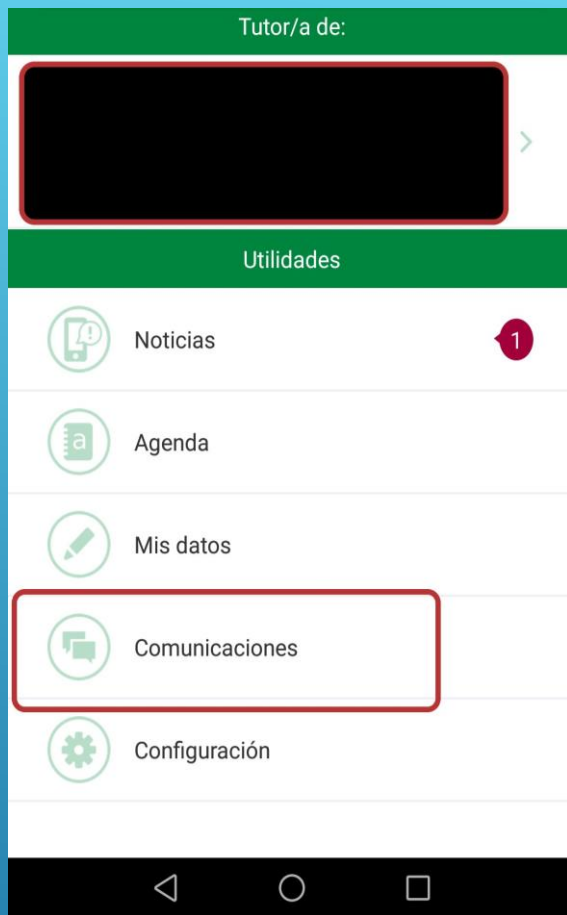 Tutor/a de:
Utilidades
Noticias
1
Agenda
a
Mis datos
Comunicaciones
Configuración